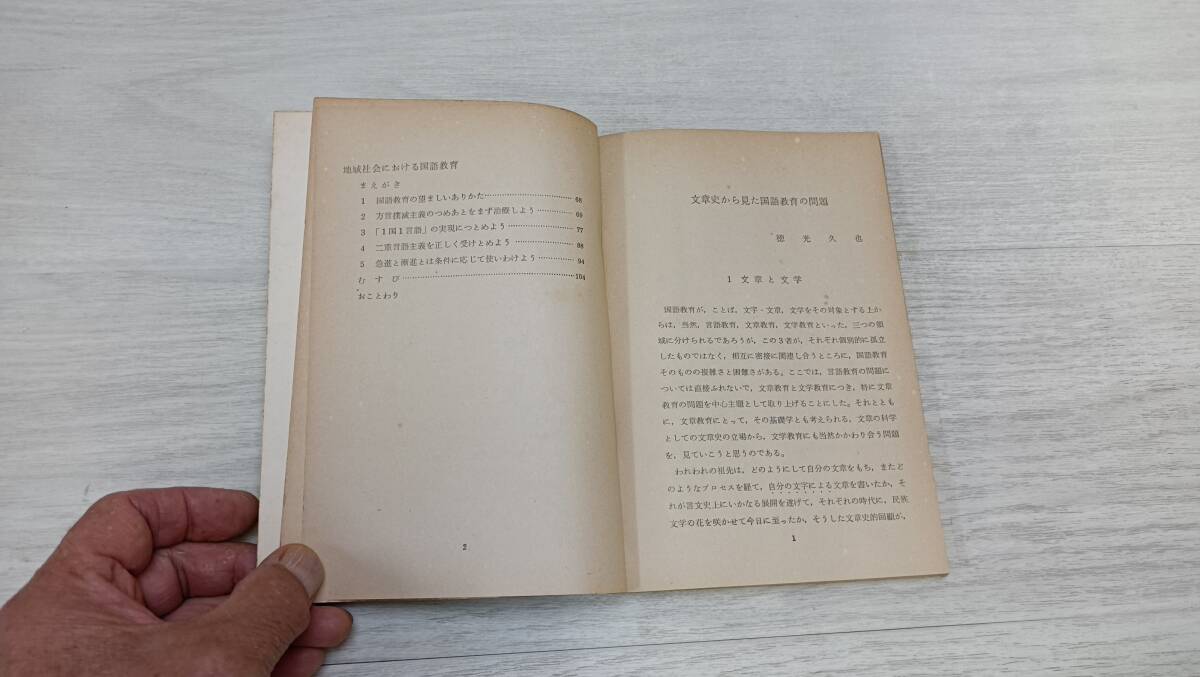 地域社会における国語教育
まえがき
1 国語教育の望ましいありかた……………………68
2 方言撲滅主義のつめあとをまず治療しよう………69
3 「1国1言語」の実現につとめよう………………77
4 二重言語主義を正しく受けとめよう………………88
5 急進と漸進とは条件に応じて使いわけよう………94
むすび…………………………………………………104
おことわり
2
文章史から見た国語教育の問題
徳光久也
1 文章と文学
国語教育が，ことば，文字・文章，文学をその対象とする上か
らは，当然，言語教育，文章教育，文学教育といった，三つの領
域に分けられるであろうが，この3者が，それぞれ個別的に孤立
したものではなく，相互に密接に関連し合うところに，国語教育
そのものの複雑さと困難さがある。ここでは，言語教育の問題に
ついては直接ふれないで，文章教育と文学教育につき，特に文章
教育の問題を中心主題として取り上げることにした。それととも
に，文章教育にとって，その基礎学とも考えられる，文章の科学
としての文章史の立場から，文学教育にも当然かかわり合う問題
を，見ていこうと思うのである。
われわれの祖先は，どのようにして自分の文章をもち，またど
のようなプロセスを経て，自分の文字による文章を書いたか，そ
れが言文史上にいかなる展開を遂げて，それぞれの時代に，民族
文学の花を咲かせて今日に至ったか，そうした文章史的回顧が，
1